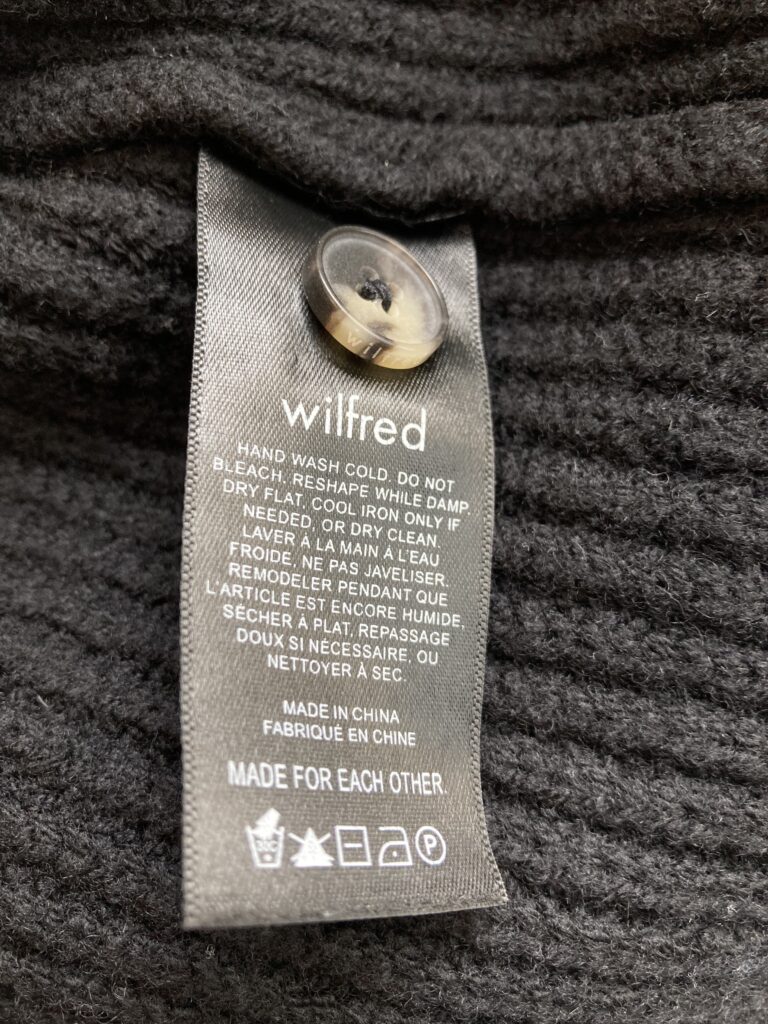 wil
wilfred
HAND WASH COLD. DO NOT
BLEACH. RESHAPE WHILE DAMP.
DRY FLAT. COOL IRON ONLY IF
NEEDED, OR DRY CLEAN.
LAVER À LA MAIN À L'EAU
FROIDE, NE PAS JAVELISER.
REMODELER PENDANT QUE
L'ARTICLE EST ENCORE HUMIDE,
SÉCHER À PLAT, REPASSAGE
DOUX SI NÉCESSAIRE, OU
NETTOYER À SEC.
MADE IN CHINA
FABRIQUÉ EN CHINE
MADE FOR EACH OTHER.
30C P